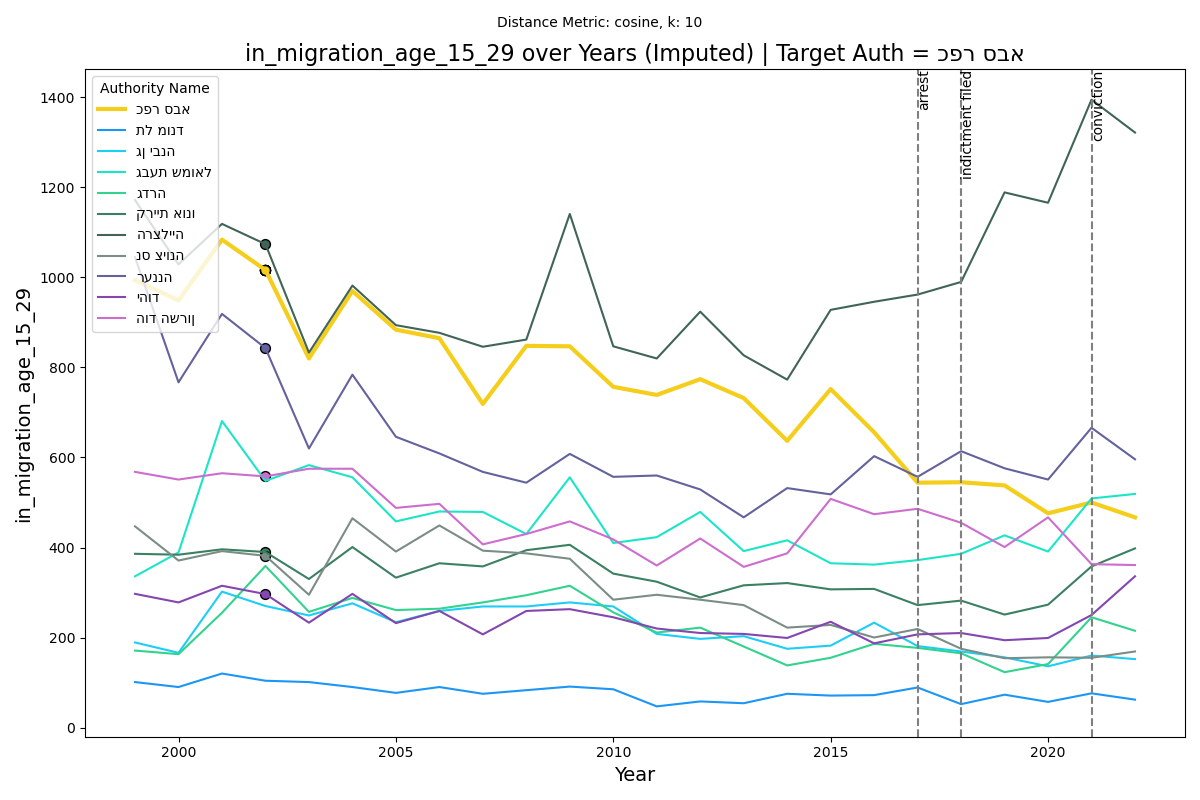 Distance Metric: cosine, k: 10
in_migration_age_15_29 over Years (Imputed) | Target Auth = כפר סבא
Authority Name
כפר סבא
תל מונד
גן יבנה
גבעת שמואל
גדרה
קריית אונו
הרצלייה
נס ציונה
רעננה
יהוד
הוד השרון
arrest
indictment filed
conviction
in_migration_age_15_29
1400
1200
1000
800
600
400
200
0
2000
2005
2010
2015
2020
Year